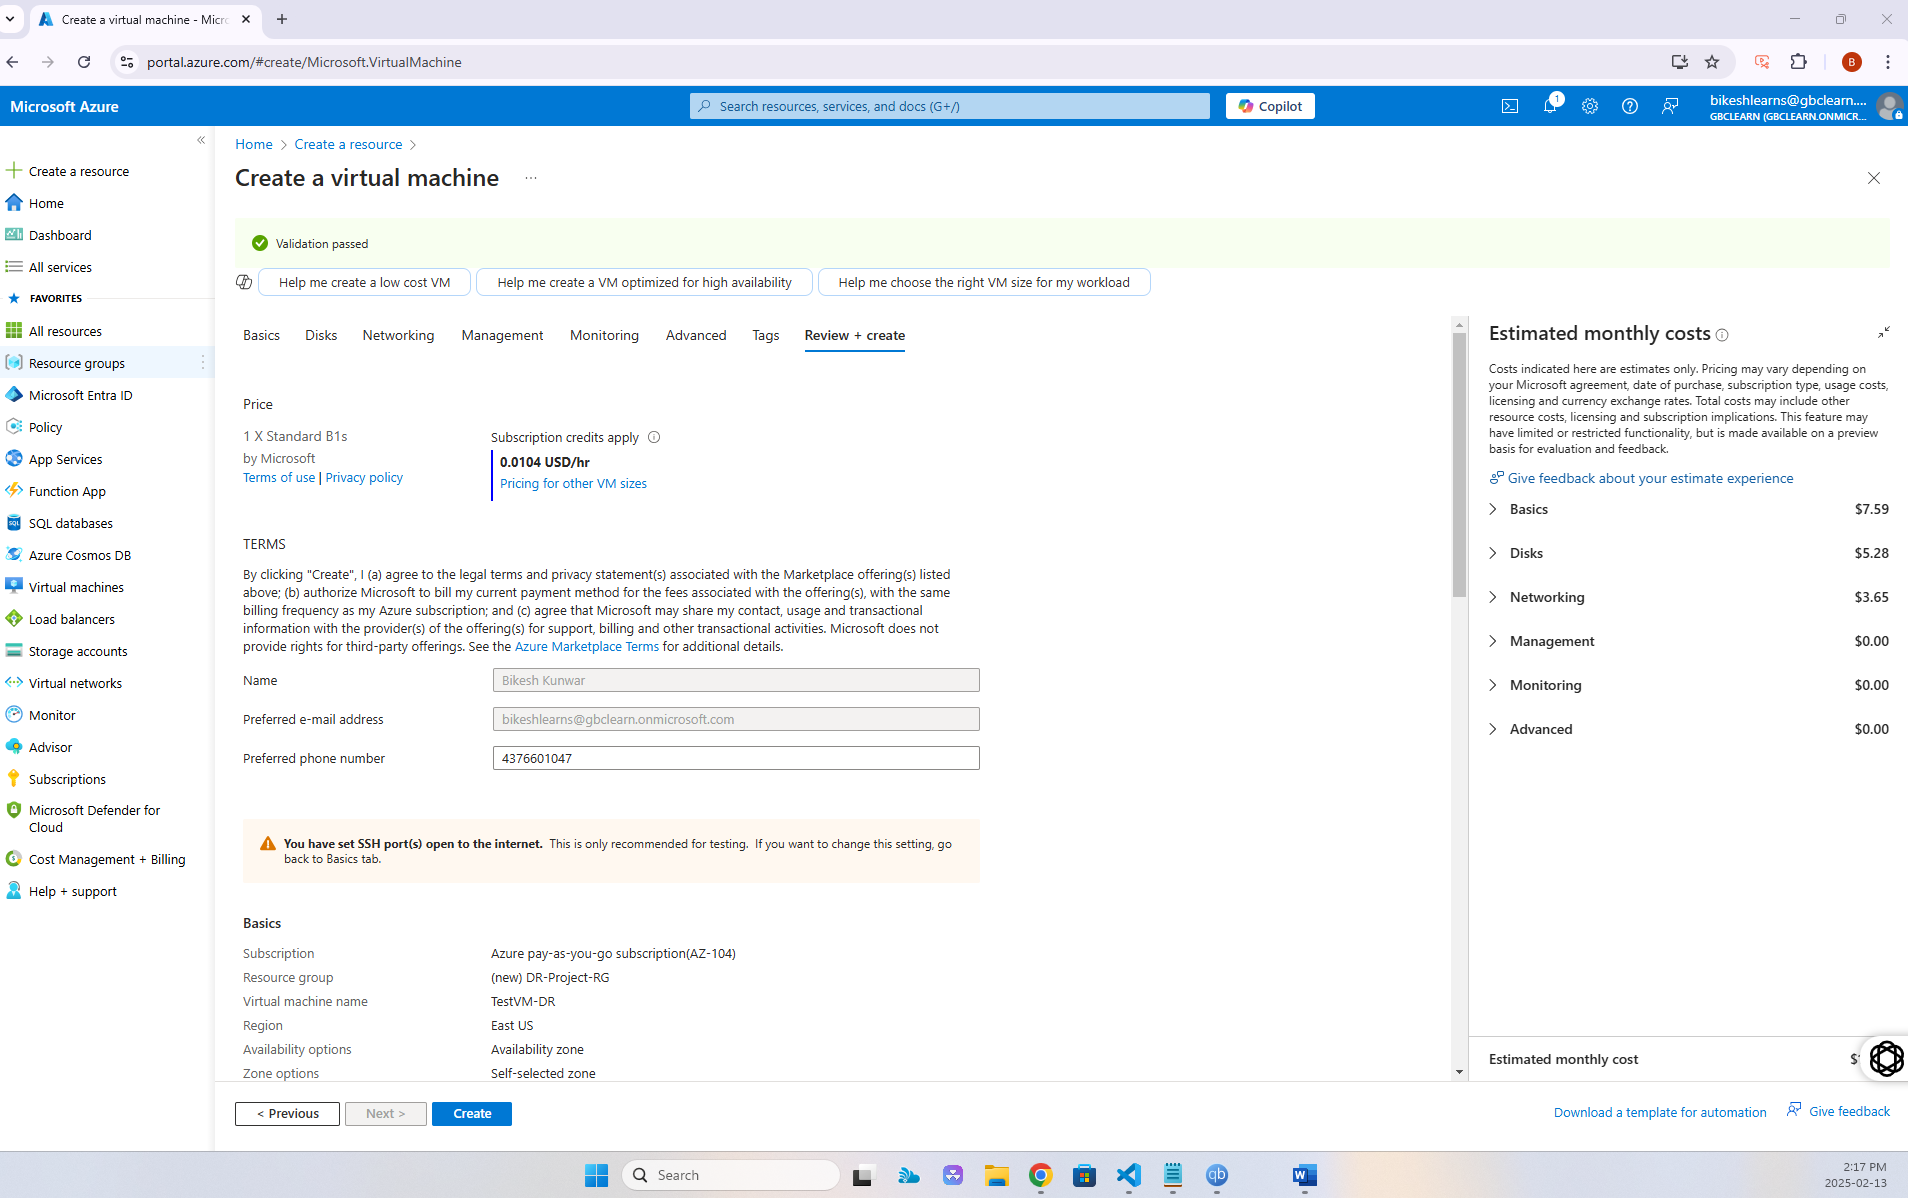 Create a virtual machine - Micr
portal.azure.com/#create/Microsoft.VirtualMachine
B
Microsoft Azure
Search resources, services, and docs (G+/)
Copilot
1
bikeshlearns@gbclearn....
GBCLEARN (GBCLEARN.ONMICR...
Create a resource
Home
Dashboard
All services
FAVORITES
All resources
Resource groups
Microsoft Entra ID
Policy
App Services
Function App
SQL databases
Azure Cosmos DB
Virtual machines
Load balancers
Storage accounts
Virtual networks
Monitor
Advisor
Subscriptions
Microsoft Defender for
Cloud
Cost Management + Billing
Help + support
Home > Create a resource >
Create a virtual machine ...
Validation passed
Help me create a low cost VM
Help me create a VM optimized for high availability
Help me choose the right VM size for my workload
Basics Disks Networking Management Monitoring Advanced Tags Review + create
Price
1 X Standard B1s
by Microsoft
Terms of use | Privacy policy
Subscription credits apply
0.0104 USD/hr
Pricing for other VM sizes
TERMS
By clicking "Create", I (a) agree to the legal terms and privacy statement(s) associated with the Marketplace offering(s) listed
above; (b) authorize Microsoft to bill my current payment method for the fees associated with the offering(s), with the same
billing frequency as my Azure subscription; and (c) agree that Microsoft may share my contact, usage and transactional
information with the provider(s) of the offering(s) for support, billing and other transactional activities. Microsoft does not
provide rights for third-party offerings. See the Azure Marketplace Terms for additional details.
Name Bikesh Kunwar
Preferred e-mail address bikeshlearns@gbclearn.onmicrosoft.com
Preferred phone number 4376601047
You have set SSH port(s) open to the internet. This is only recommended for testing. If you want to change this setting, go
back to Basics tab.
Basics
Subscription Azure pay-as-you-go subscription(AZ-104)
Resource group (new) DR-Project-RG
Virtual machine name TestVM-DR
Region East US
Availability options Availability zone
Zone options Self-selected zone
< Previous
Next >
Create
Estimated monthly costs
Costs indicated here are estimates only. Pricing may vary depending on
your Microsoft agreement, date of purchase, subscription type, usage costs,
licensing and currency exchange rates. Total costs may include other
resource costs, licensing and subscription implications. This feature may
have limited or restricted functionality, but is made available on a preview
basis for evaluation and feedback.
Give feedback about your estimate experience
Basics $7.59
Disks $5.28
Networking $3.65
Management $0.00
Monitoring $0.00
Advanced $0.00
Estimated monthly cost
Download a template for automation
Give feedback
Search
2:17 PM
2025-02-13